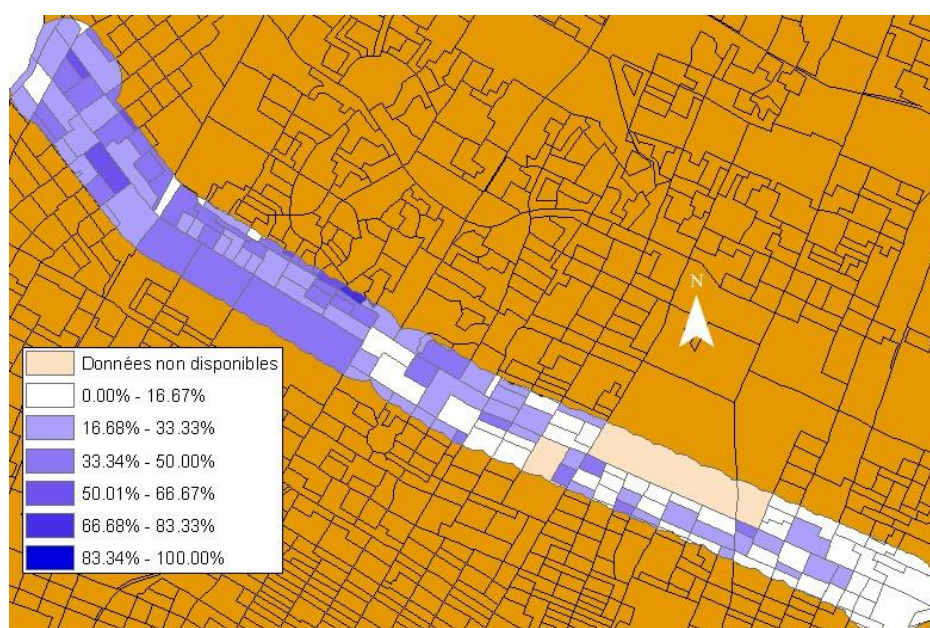 N
Données non disponibles
0.00% - 16.67%
16.68% - 33.33%
33.34% - 50.00%
50.01% - 66.67%
66.68% - 83.33%
83.34% - 100.00%